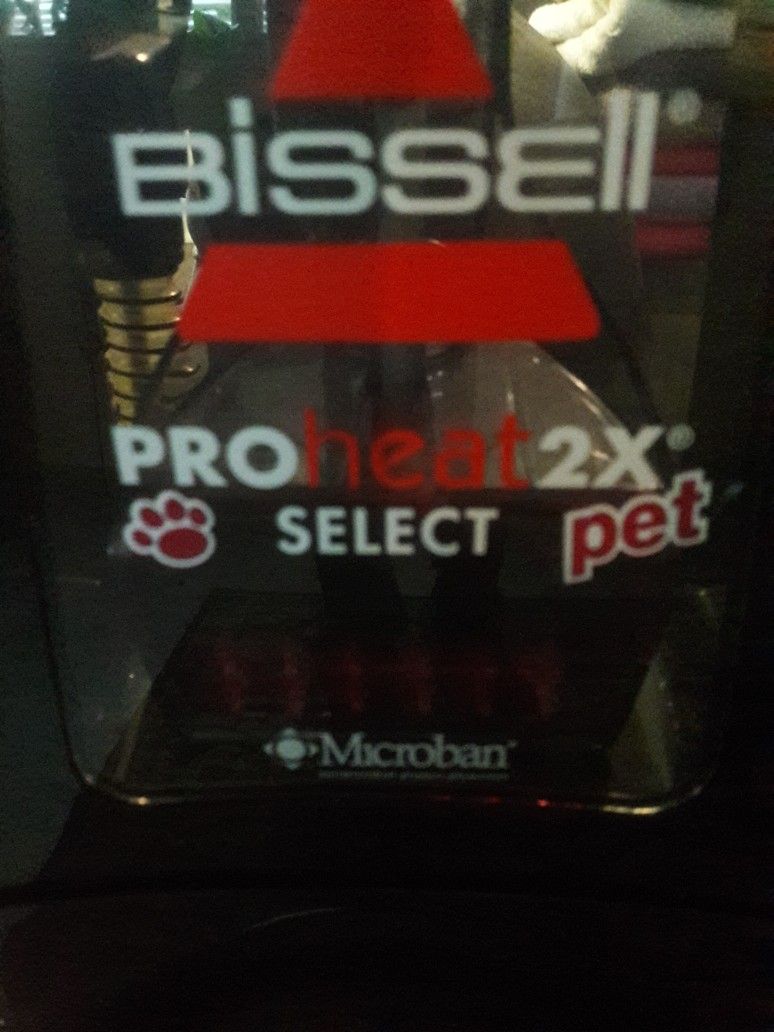 BISSELL®
PROheat2X®
SELECT pet
Microban